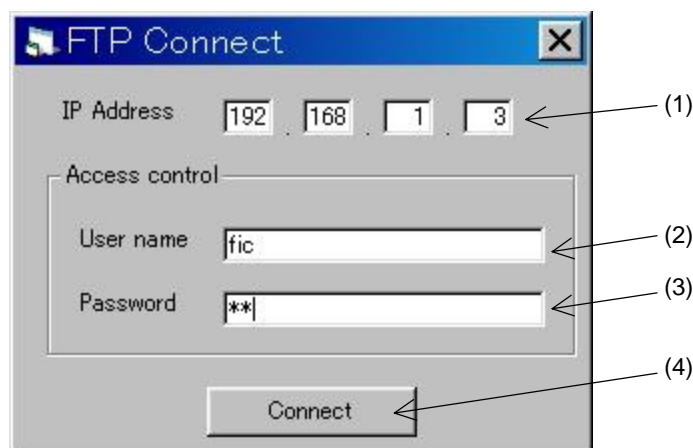 FTP Connect
IP Address 192 . 168 . 1 . 3 (1)
Access control
User name fic (2)
Password ** (3)
Connect (4)